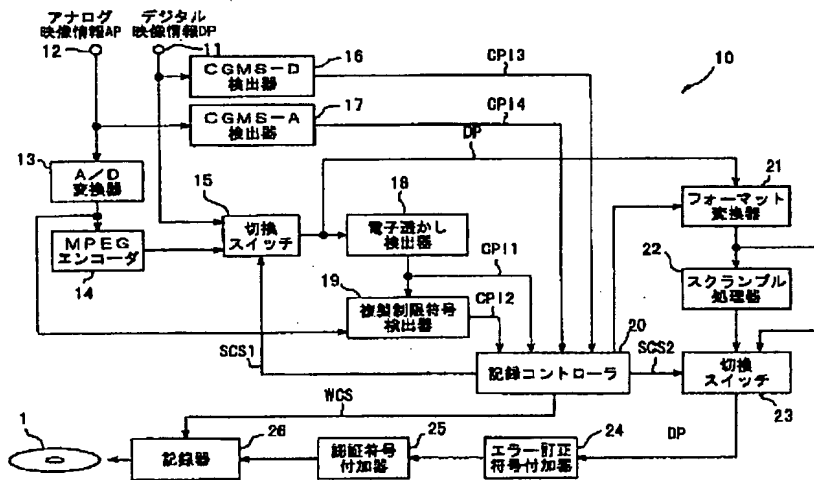 アナログ
映像情報AP
デジタル
映像情報DP
12
11
CGMS-D
検出器
16
CPI3
10
CGMS-A
検出器
17
CPI4
DP
13
A/D
変換器
15
切換
スイッチ
18
電子透かし
検出器
21
フォーマット
変換器
MPEG
エンコーダ
14
CPI1
22
スクランブル
処理器
19
複製制限符号
検出器
CPI2
SCS1
20
記録コントローラ
SCS2
切換
スイッチ
23
WCS
1
記録器
26
認証符号
付加器
25
エラー訂正
符号付加器
24
DP